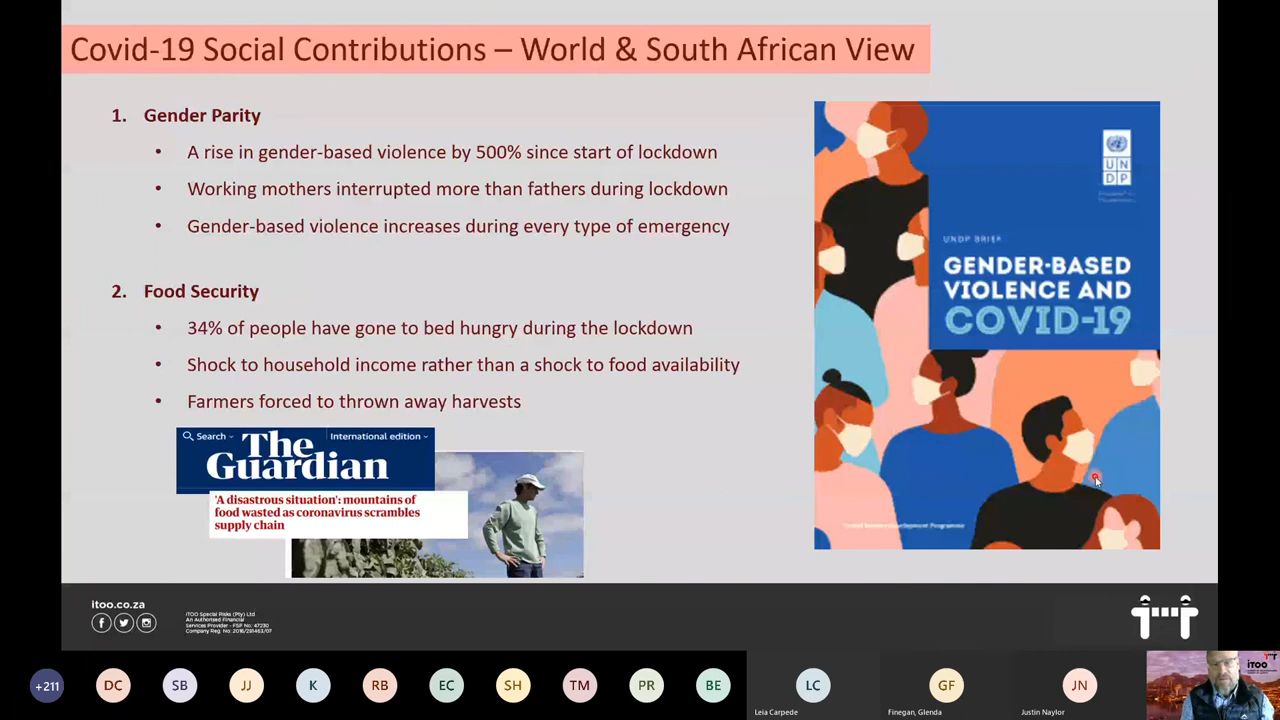 Covid-19 Social Contributions – World & South African View
1. Gender Parity
• A rise in gender-based violence by 500% since start of lockdown
• Working mothers interrupted more than fathers during lockdown
• Gender-based violence increases during every type of emergency
2. Food Security
• 34% of people have gone to bed hungry during the lockdown
• Shock to household income rather than a shock to food availability
• Farmers forced to thrown away harvests
Search
International edition
The
Guardian
'A disastrous situation': mountains of
food wasted as coronavirus scrambles
supply chain
U N
D P
UNDP BRIEF
GENDER-BASED
VIOLENCE AND
COVID-19
United Nations Development Programme
itoo.co.za
iTOO Special Risks (Pty) Ltd
An Authorised Financial
Services Provider - FSP No: 47230
Company Reg. No: 2016/281463/07
+211
DC
SB
JJ
K
RB
EC
SH
TM
PR
BE
LC
GF
JN
Leia Carpede
Finegan, Glenda
Justin Naylor
itoo